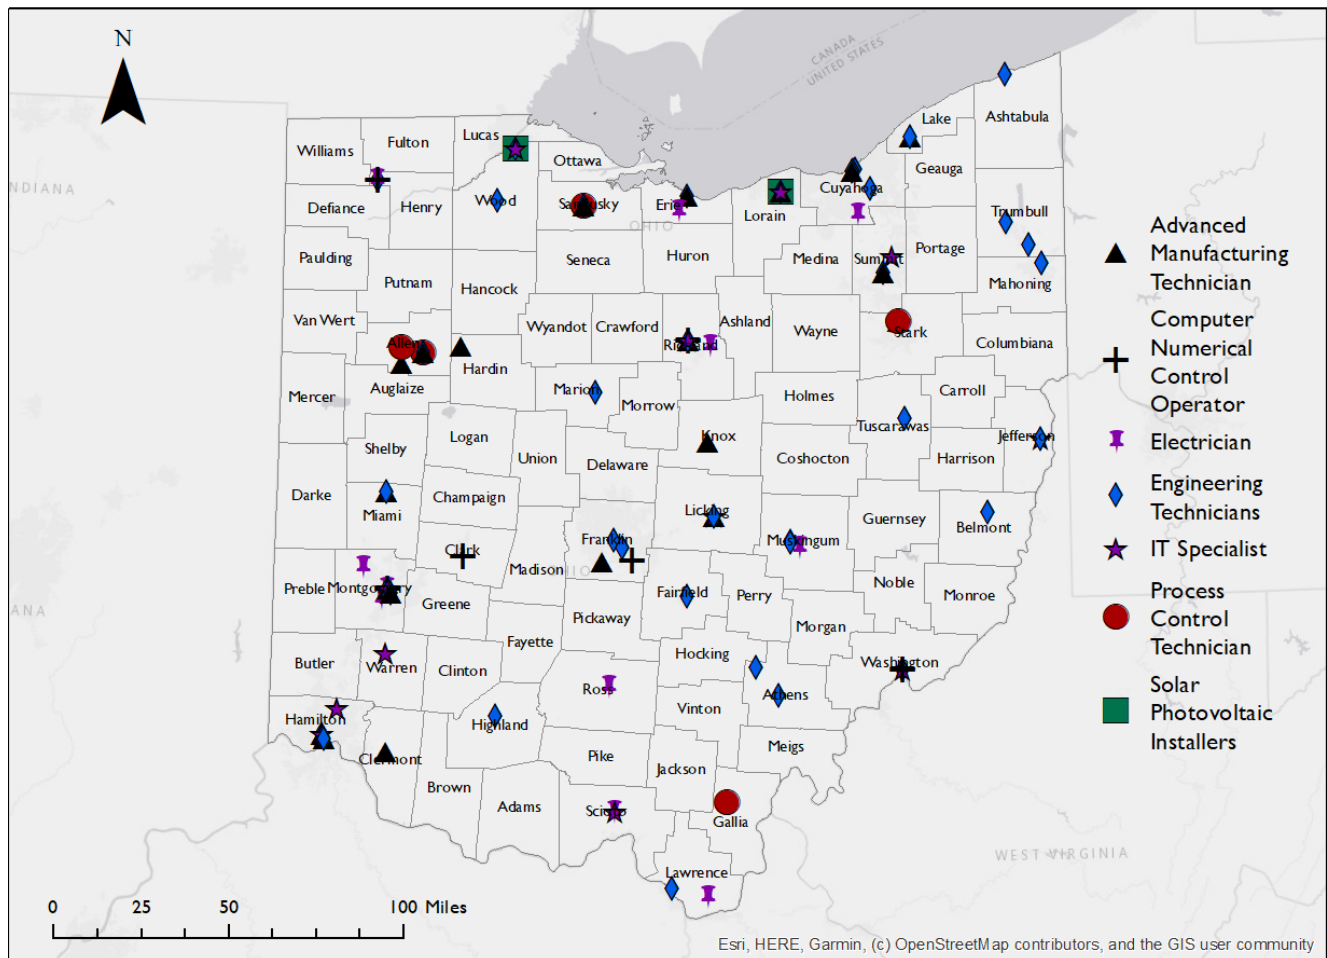 N
CANADA
UNITED STATES
Lake
Ashtabula
Lucas
Fulton
Williams
Ottawa
Geauga
NDIANA
Cuyahoga
Defiance
Henry
Wood
Sandusky
Erie
Lorain
Trumbull
OHIO
Paulding
Seneca
Huron
Medina
Summit
Portage
Putnam
Hancock
Mahoning
Van Wert
Wyandot
Crawford
Ashland
Wayne
Stark
Allen
Richland
Columbiana
Hardin
Mercer
Auglaize
Marion
Morrow
Holmes
Carroll
Logan
Knox
Tuscarawas
Jefferson
Shelby
Union
Delaware
Coshocton
Harrison
Darke
Champaign
Miami
Licking
Guernsey
Belmont
Clark
Franklin
Muskingum
Madison
OHIO
Preble
Montgomery
Greene
Fairfield
Perry
Noble
Monroe
ANA
Pickaway
Morgan
Fayette
Butler
Warren
Clinton
Hocking
Washington
Ross
Athens
Hamilton
Highland
Vinton
Clermont
Pike
Meigs
Jackson
Brown
Adams
Scioto
Gallia
Lawrence
WEST VIRGINIA
Advanced
Manufacturing
Technician
Computer
Numerical
Control
Operator
Electrician
Engineering
Technicians
IT Specialist
Process
Control
Technician
Solar
Photovoltaic
Installers
0 25 50 100 Miles
Esri, HERE, Garmin, (c) OpenStreetMap contributors, and the GIS user community